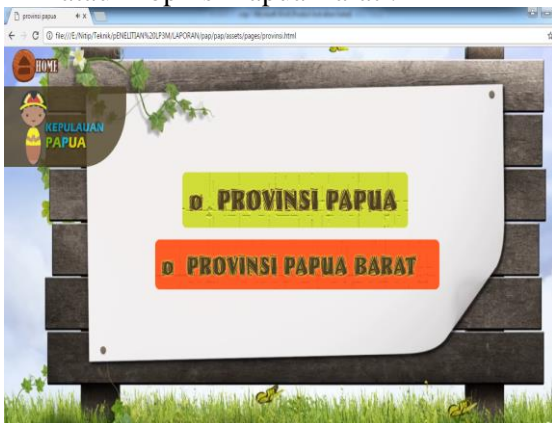 provinsi papua
file:///E:/Nitip/Teknik/pENELITIAN%20LP3M/LAPORAN/pap/pap/assets/pages/provinsi.html
HOME
KEPULAUAN
PAPUA
PROVINSI PAPUA
PROVINSI PAPUA BARAT